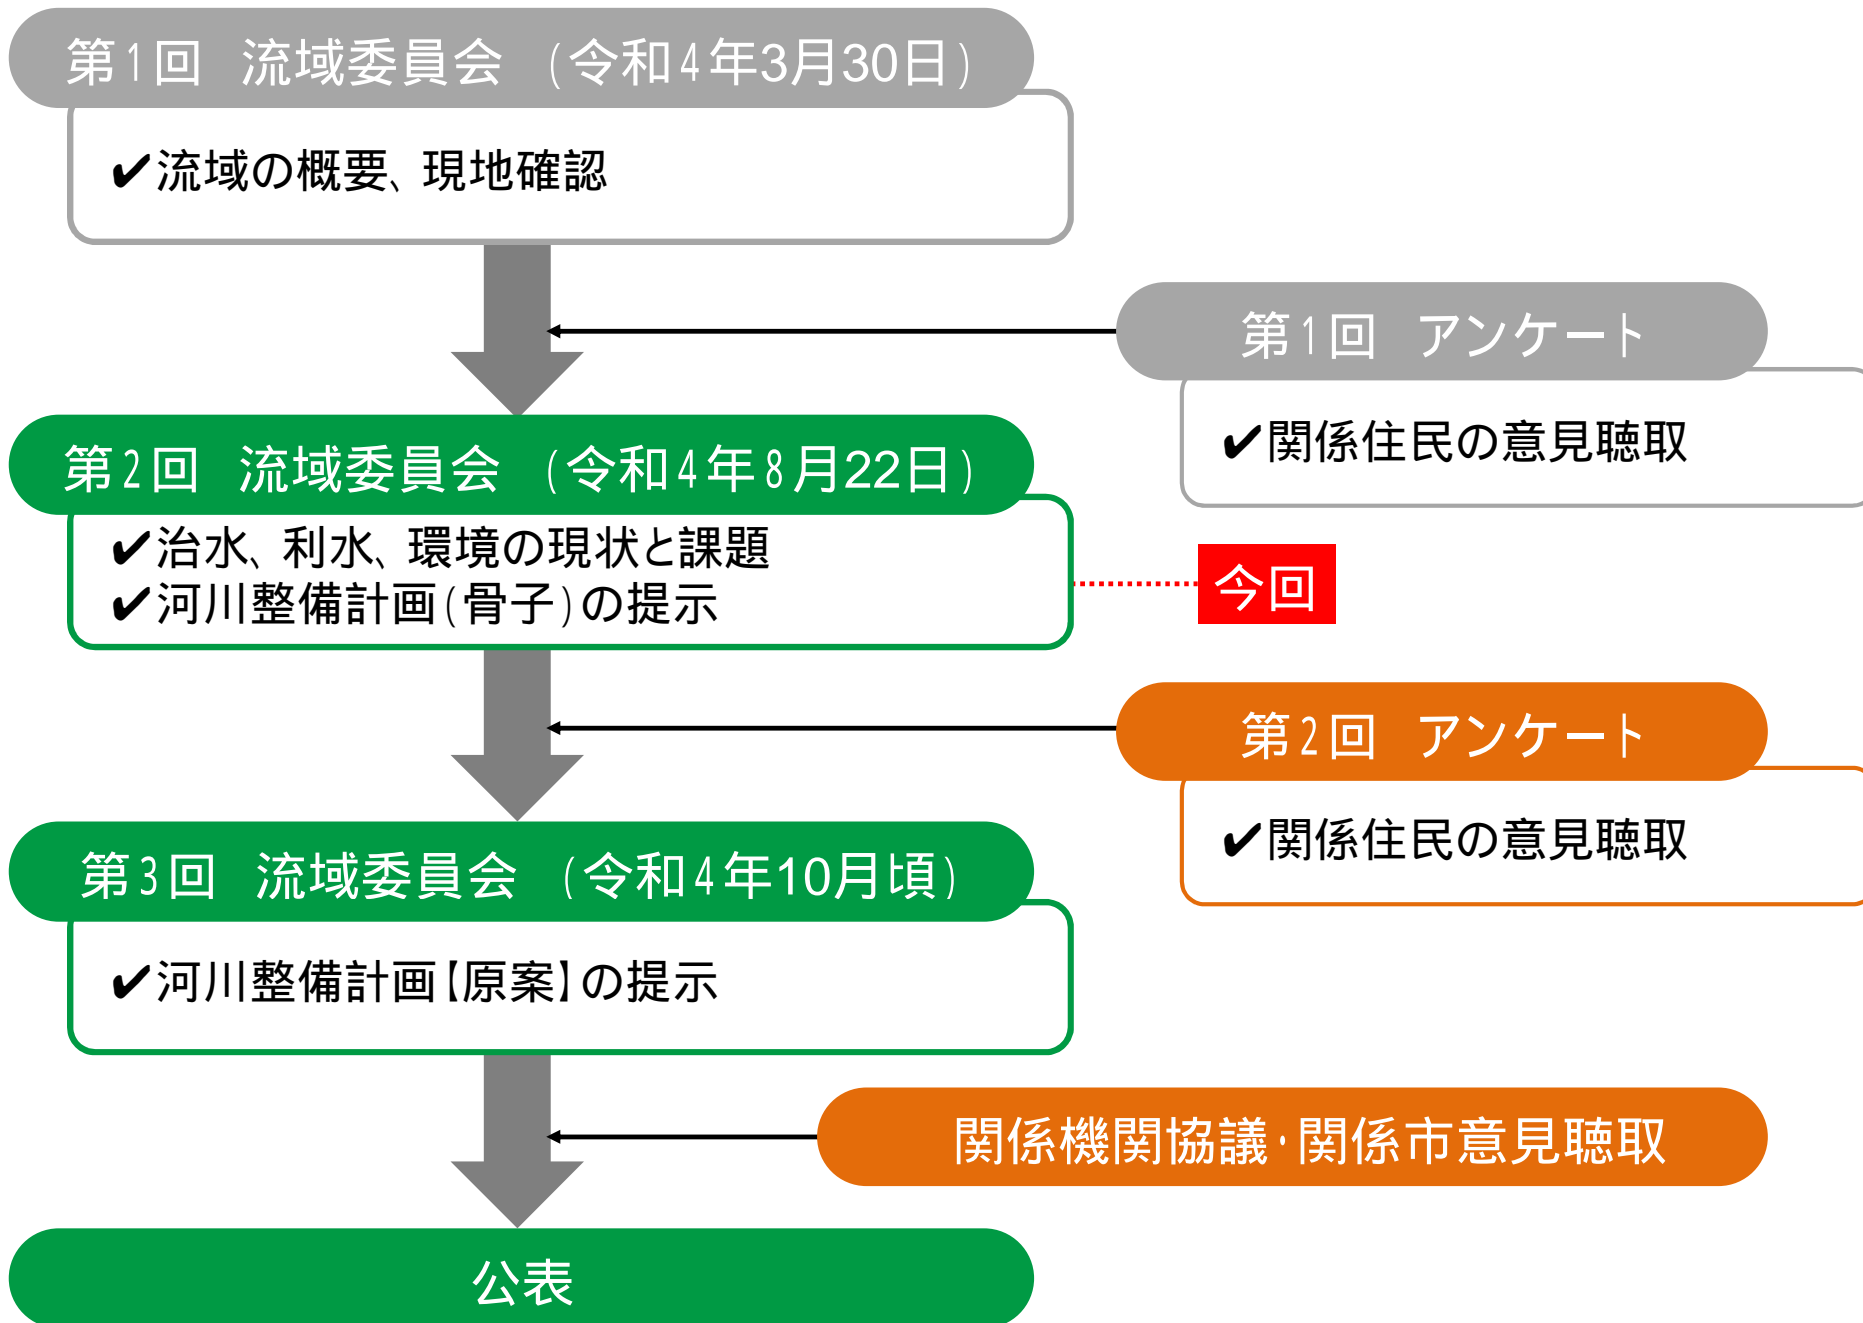 第1回　流域委員会　(令和4年3月30日)
✔流域の概要、現地確認
第1回　アンケート
✔関係住民の意見聴取
第2回　流域委員会　(令和4年8月22日)
✔治水、利水、環境の現状と課題
✔河川整備計画(骨子)の提示
今回
第2回　アンケート
✔関係住民の意見聴取
第3回　流域委員会　(令和4年10月頃)
✔河川整備計画【原案】の提示
関係機関協議・関係市意見聴取
公表